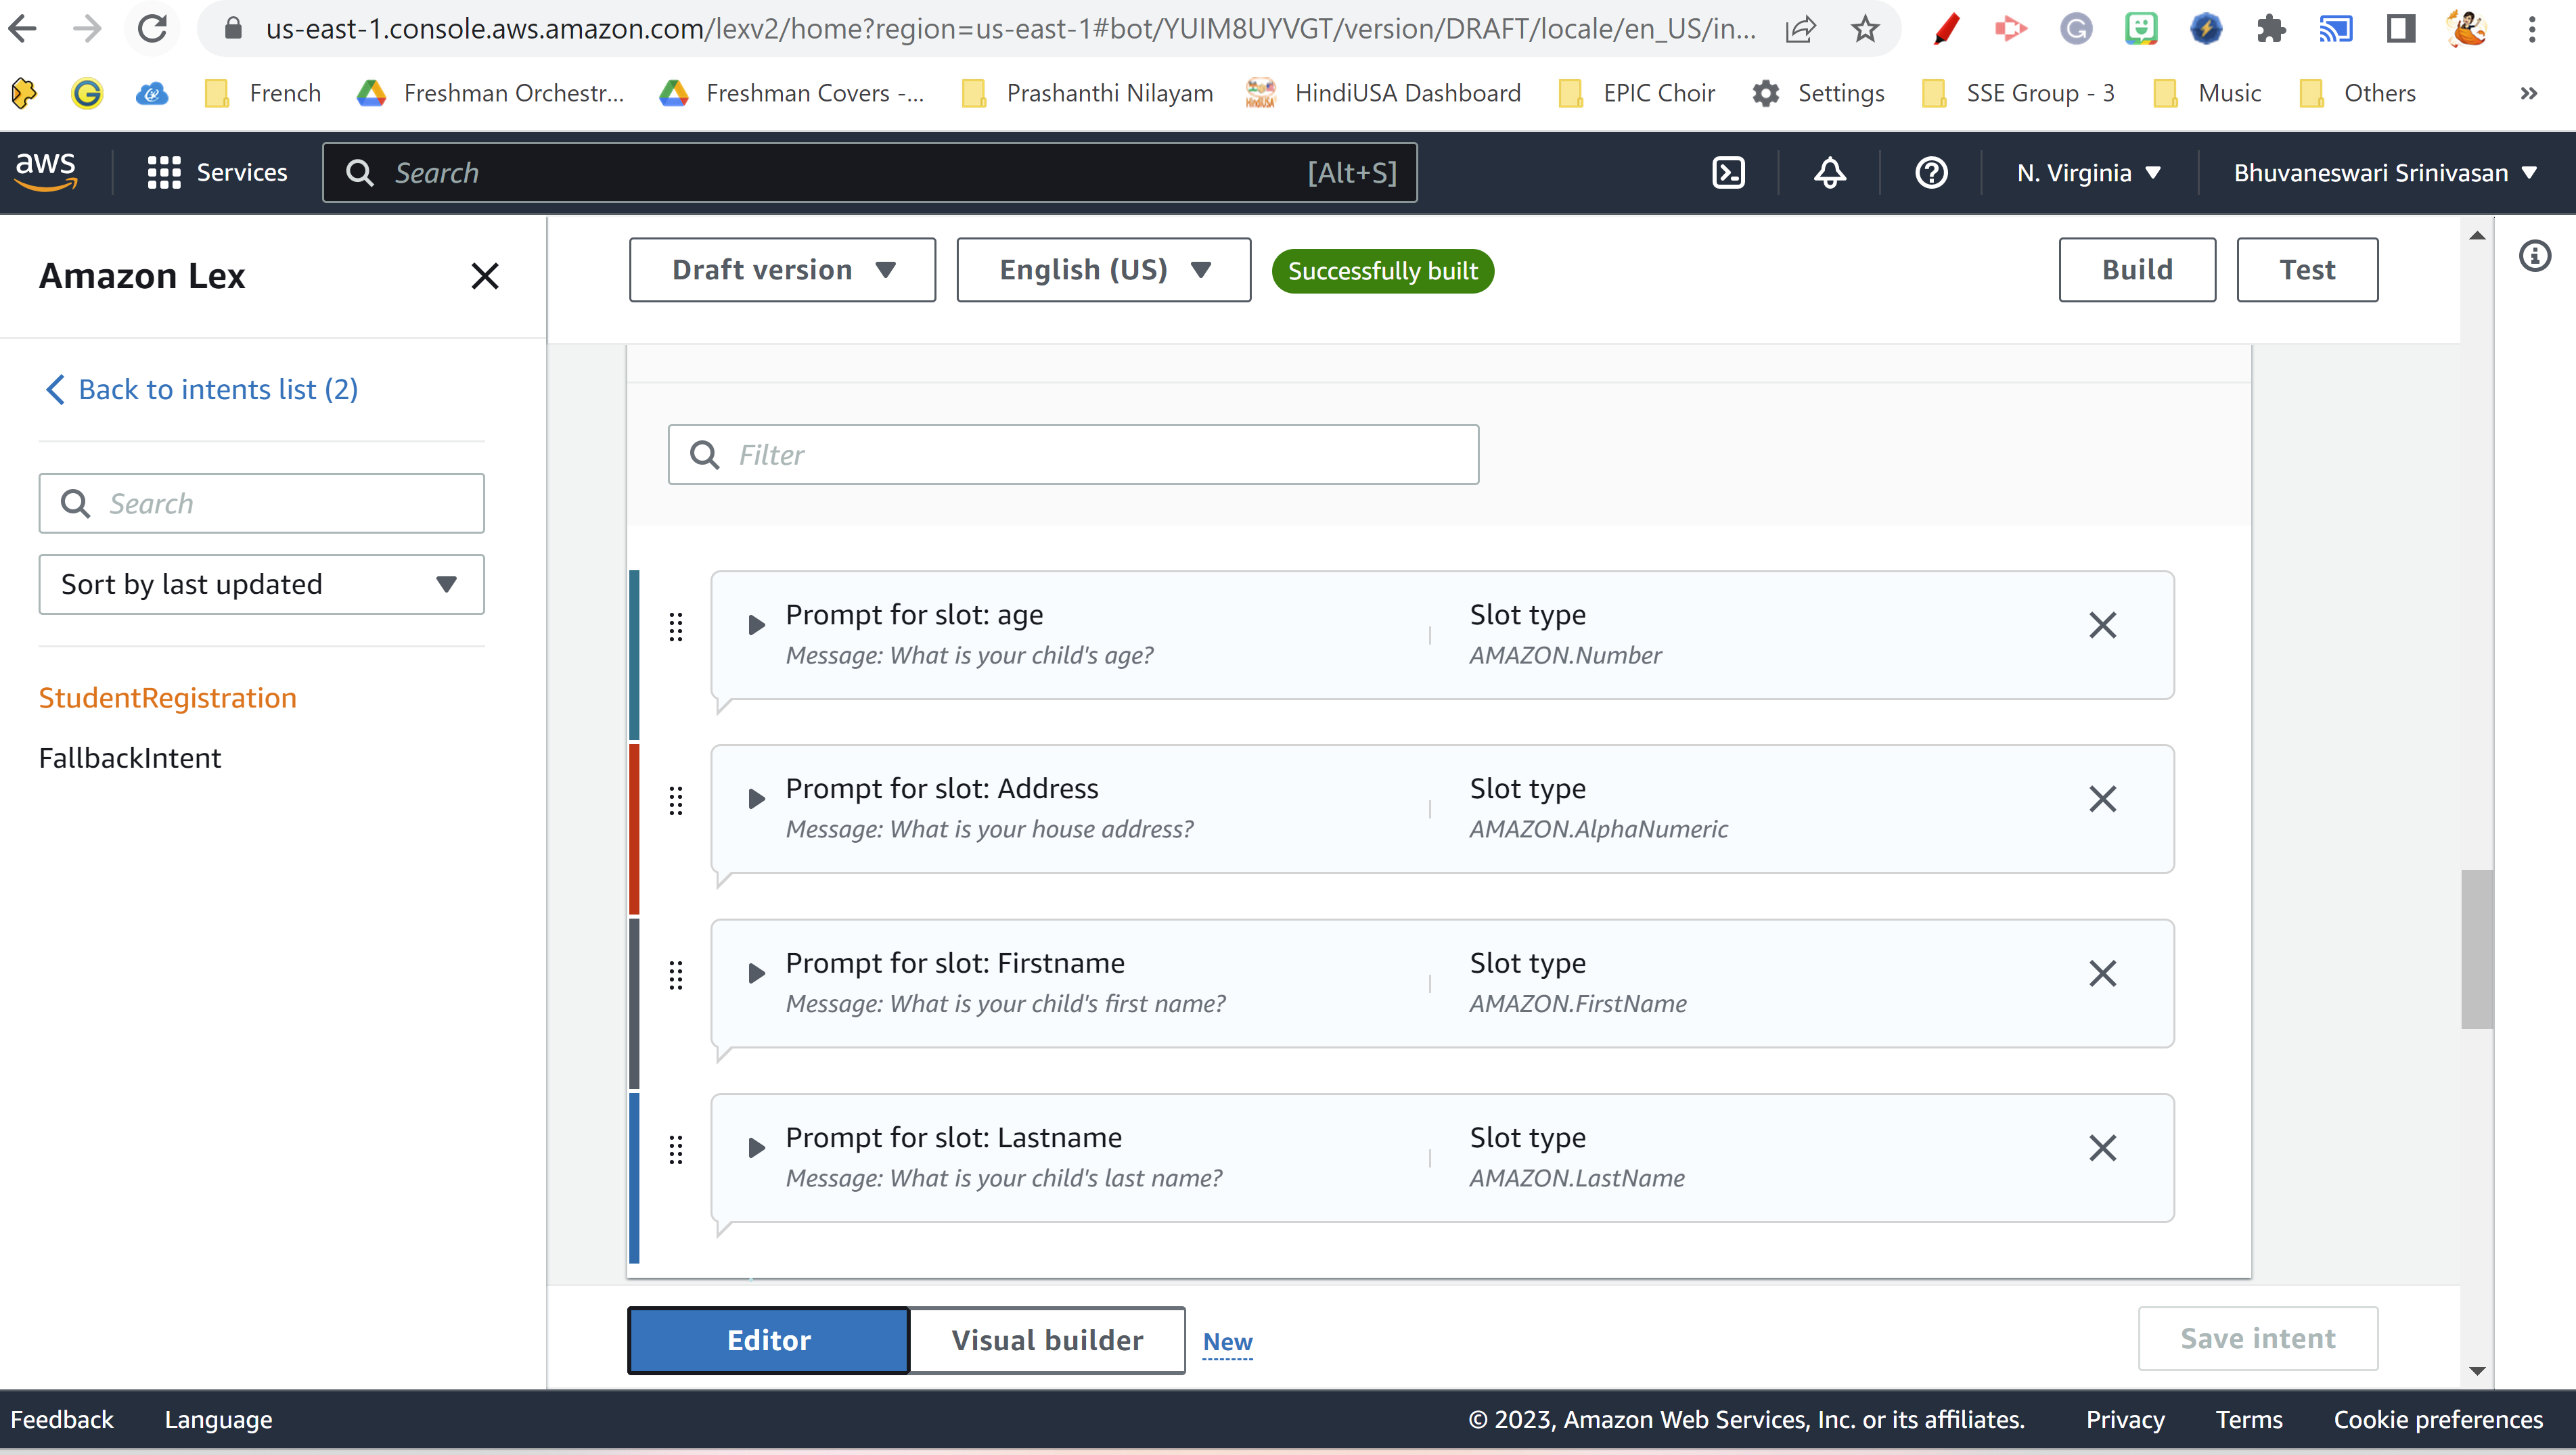 us-east-1.console.aws.amazon.com/lexv2/home?region=us-east-1#bot/YUIM8UYVGT/version/DRAFT/locale/en_US/in...
French
Freshman Orchestr...
Freshman Covers -...
Prashanthi Nilayam
HindiUSA Dashboard
EPIC Choir
Settings
SSE Group - 3
Music
Others
»
aws
Services
Search
[Alt+S]
N. Virginia
Bhuvaneswari Srinivasan
Amazon Lex
Back to intents list (2)
Search
Sort by last updated
StudentRegistration
FallbackIntent
Draft version
English (US)
Successfully built
Build
Test
Filter
Prompt for slot: age
Message: What is your child's age?
Slot type
AMAZON.Number
Prompt for slot: Address
Message: What is your house address?
Slot type
AMAZON.AlphaNumeric
Prompt for slot: Firstname
Message: What is your child's first name?
Slot type
AMAZON.FirstName
Prompt for slot: Lastname
Message: What is your child's last name?
Slot type
AMAZON.LastName
Editor
Visual builder
New
Save intent
Feedback
Language
© 2023, Amazon Web Services, Inc. or its affiliates.
Privacy
Terms
Cookie preferences